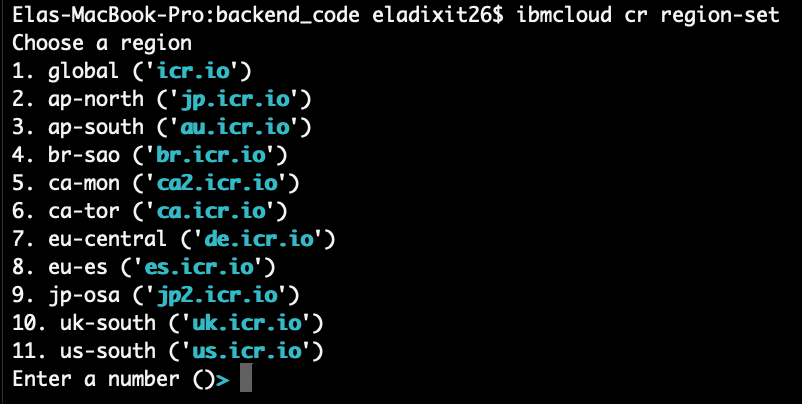 Elas-MacBook-Pro:backend_code eladixit26$ ibmcloud cr region-set
Choose a region
1. global ('icr.io')
2. ap-north ('jp.icr.io')
3. ap-south ('au.icr.io')
4. br-sao ('br.icr.io')
5. ca-mon ('ca2.icr.io')
6. ca-tor ('ca.icr.io')
7. eu-central ('de.icr.io')
8. eu-es ('es.icr.io')
9. jp-osa ('jp2.icr.io')
10. uk-south ('uk.icr.io')
11. us-south ('us.icr.io')
Enter a number ()>